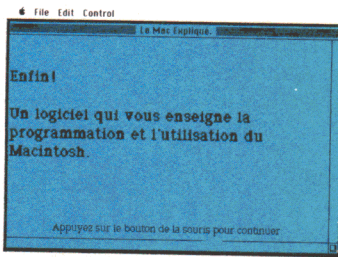 File Edit Control
Le Mac Expliqué.
Enfin!
Un logiciel qui vous enseigne la
programmation et l'utilisation du
Macintosh.
Appuyez sur le bouton de la souris pour continuer